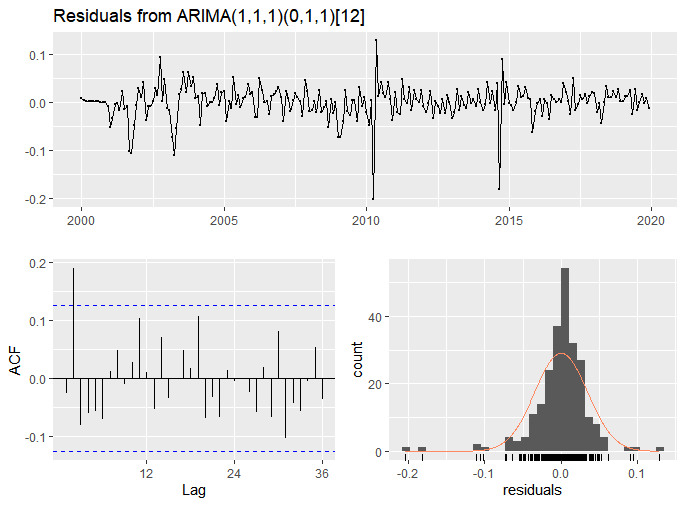 Residuals from ARIMA(1,1,1)(0,1,1)[12]
0.1
0.0
-0.1
-0.2
2000 2005 2010 2015 2020
0.2
0.1
0.0
-0.1
ACF
12 24 36
Lag
40
20
0
count
-0.2 -0.1 0.0 0.1
residuals